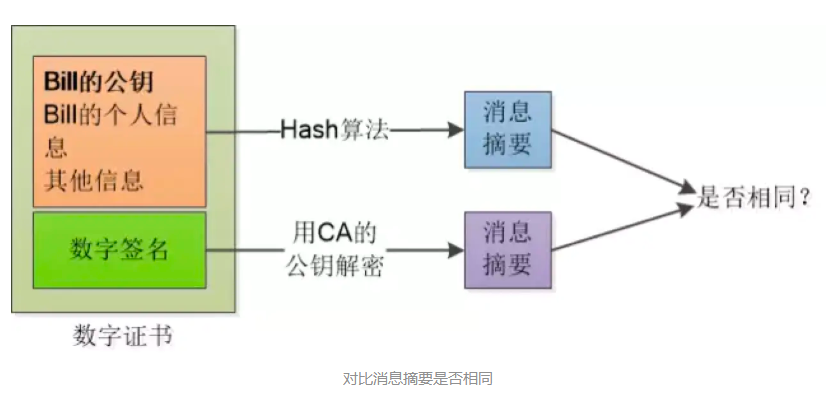 Bill的公钥
Bill的个人信
息
其他信息
数字签名
数字证书
Hash算法
用CA的
公钥解密
消息
摘要
消息
摘要
是否相同？
对比消息摘要是否相同